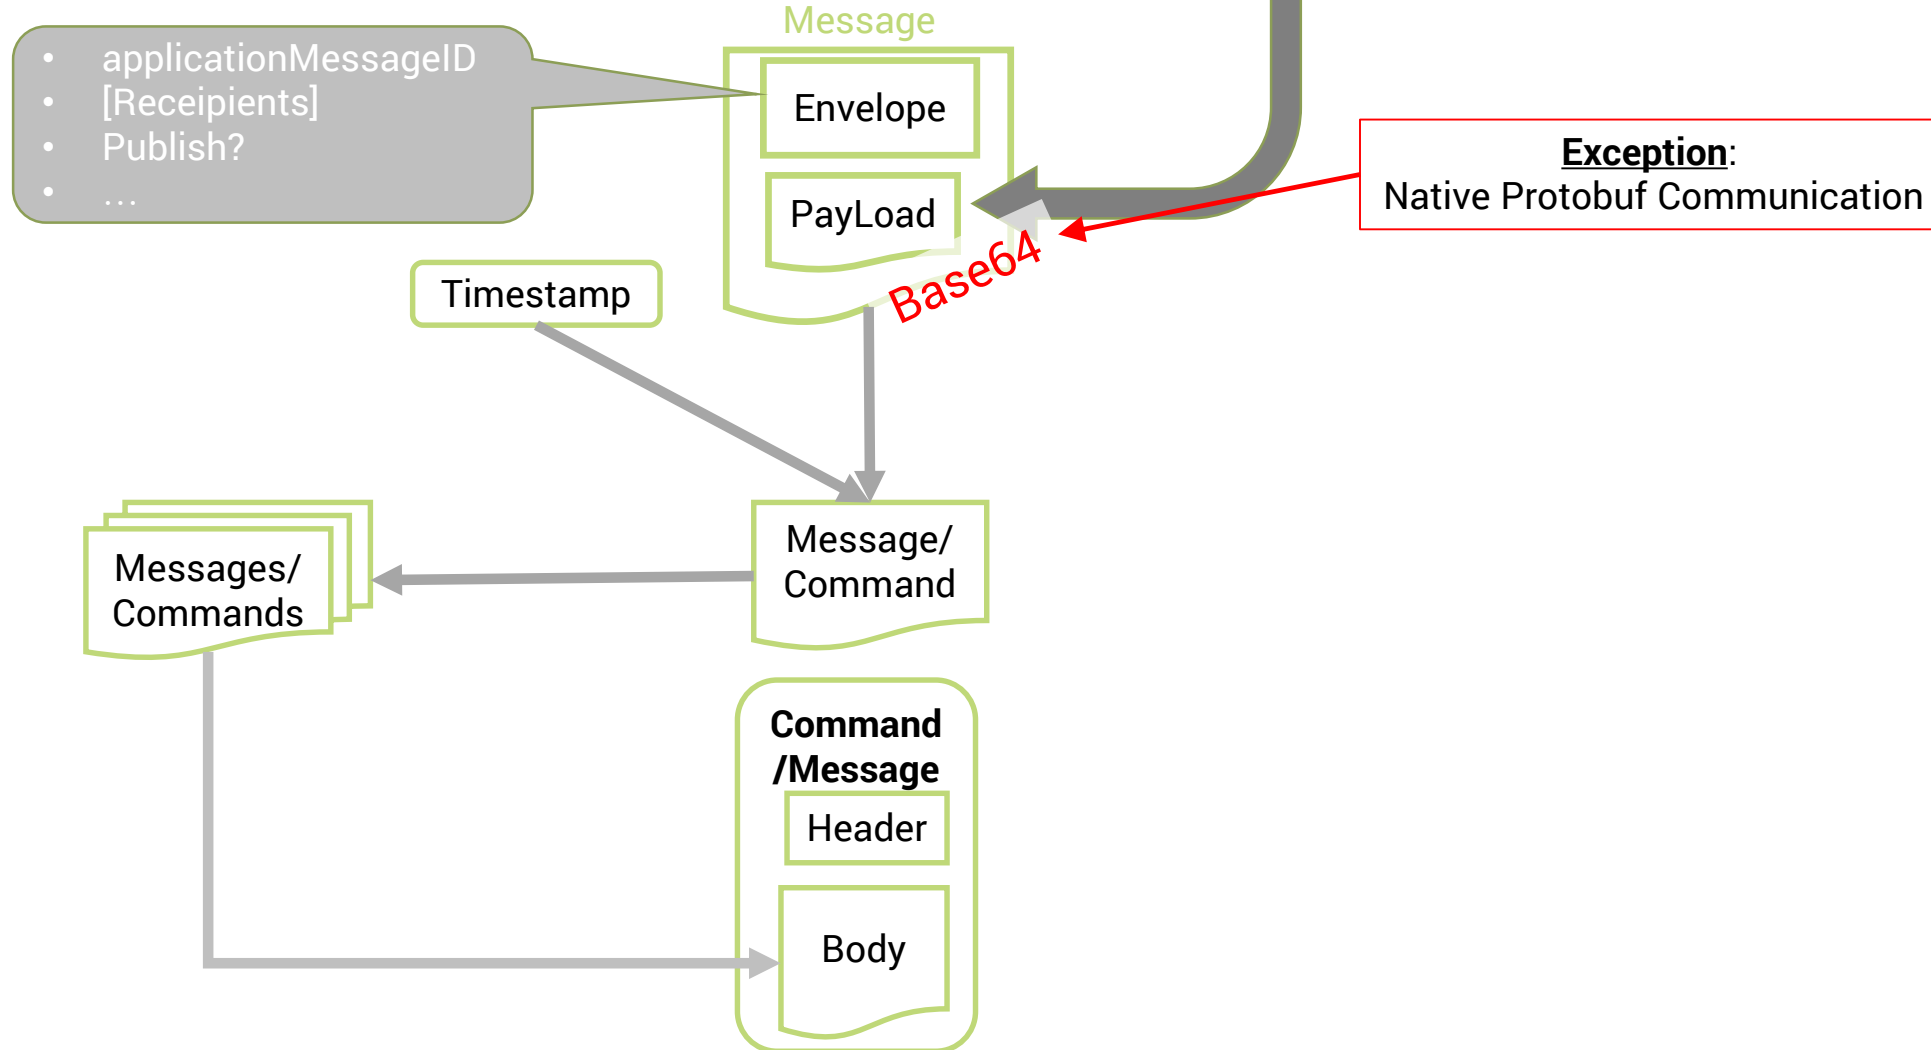 Message
• applicationMessageID
• [Receipients]
• Publish?
• …
Envelope
PayLoad
Base64
Exception:
Native Protobuf Communication
Timestamp
Messages/
Commands
Message/
Command
Command
/Message
Header
Body